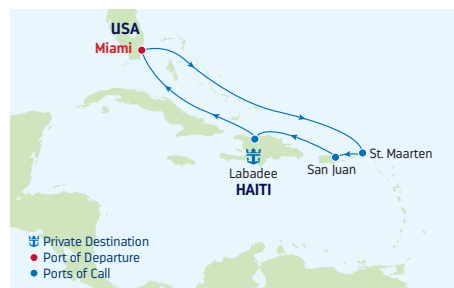 USA
Miami
St. Maarten
San Juan
Labadee
HAITI
Private Destination
Port of Departure
Ports of Call